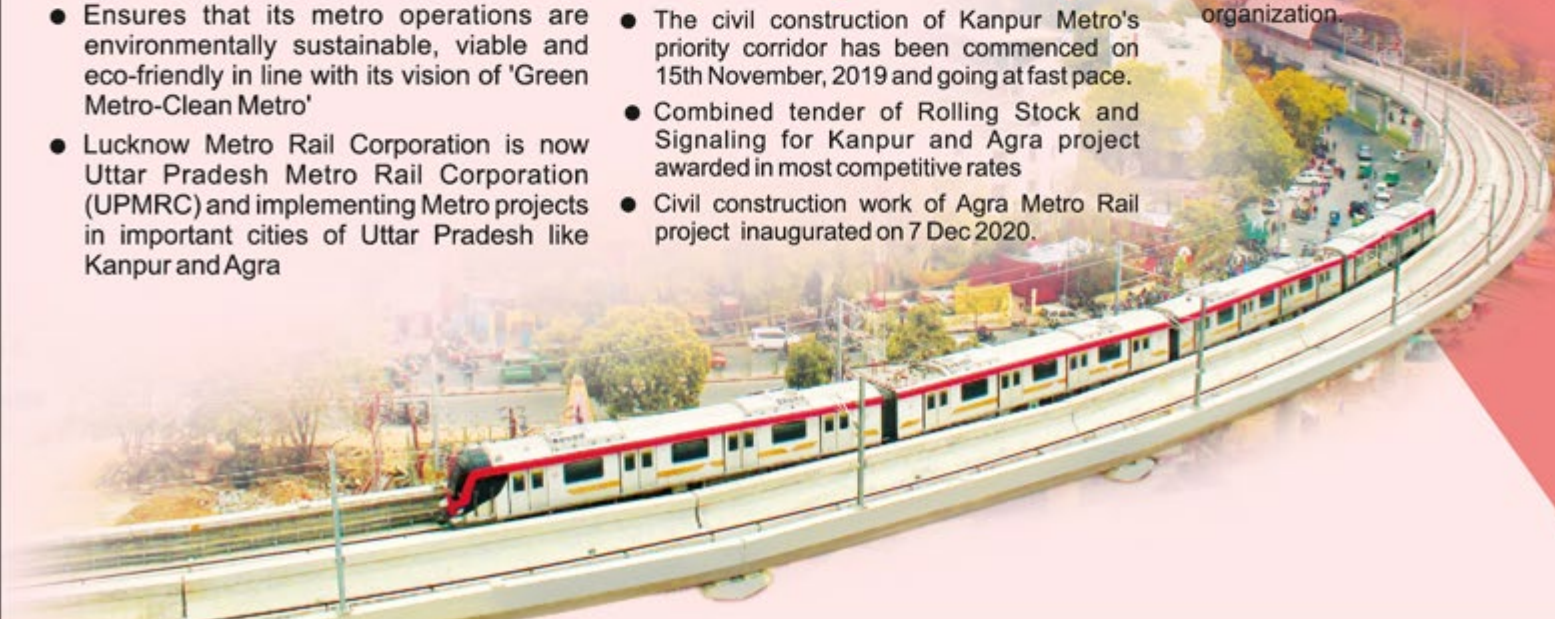 ● Ensures that its metro operations are
environmentally sustainable, viable and
eco-friendly in line with its vision of 'Green
Metro-Clean Metro'
● Lucknow Metro Rail Corporation is now
Uttar Pradesh Metro Rail Corporation
(UPMRC) and implementing Metro projects
in important cities of Uttar Pradesh like
Kanpur and Agra
● The civil construction of Kanpur Metro's
priority corridor has been commenced on
15th November, 2019 and going at fast pace.
● Combined tender of Rolling Stock and
Signaling for Kanpur and Agra project
awarded in most competitive rates
● Civil construction work of Agra Metro Rail
project inaugurated on 7 Dec 2020.
organization.